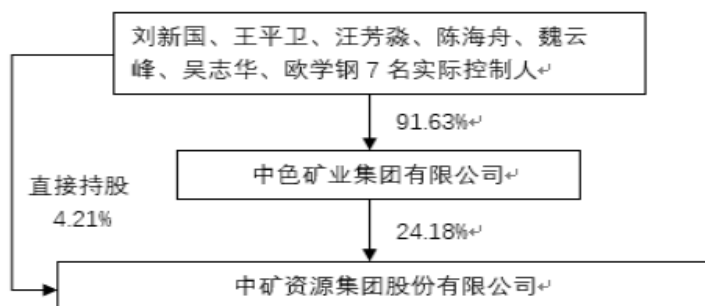 刘新国、王平卫、汪芳淼、陈海舟、魏云
峰、吴志华、欧学钢 7 名实际控制人↵
91.63%↵
中色矿业集团有限公司↵
直接持股
4.21%
24.18%↵
中矿资源集团股份有限公司↵